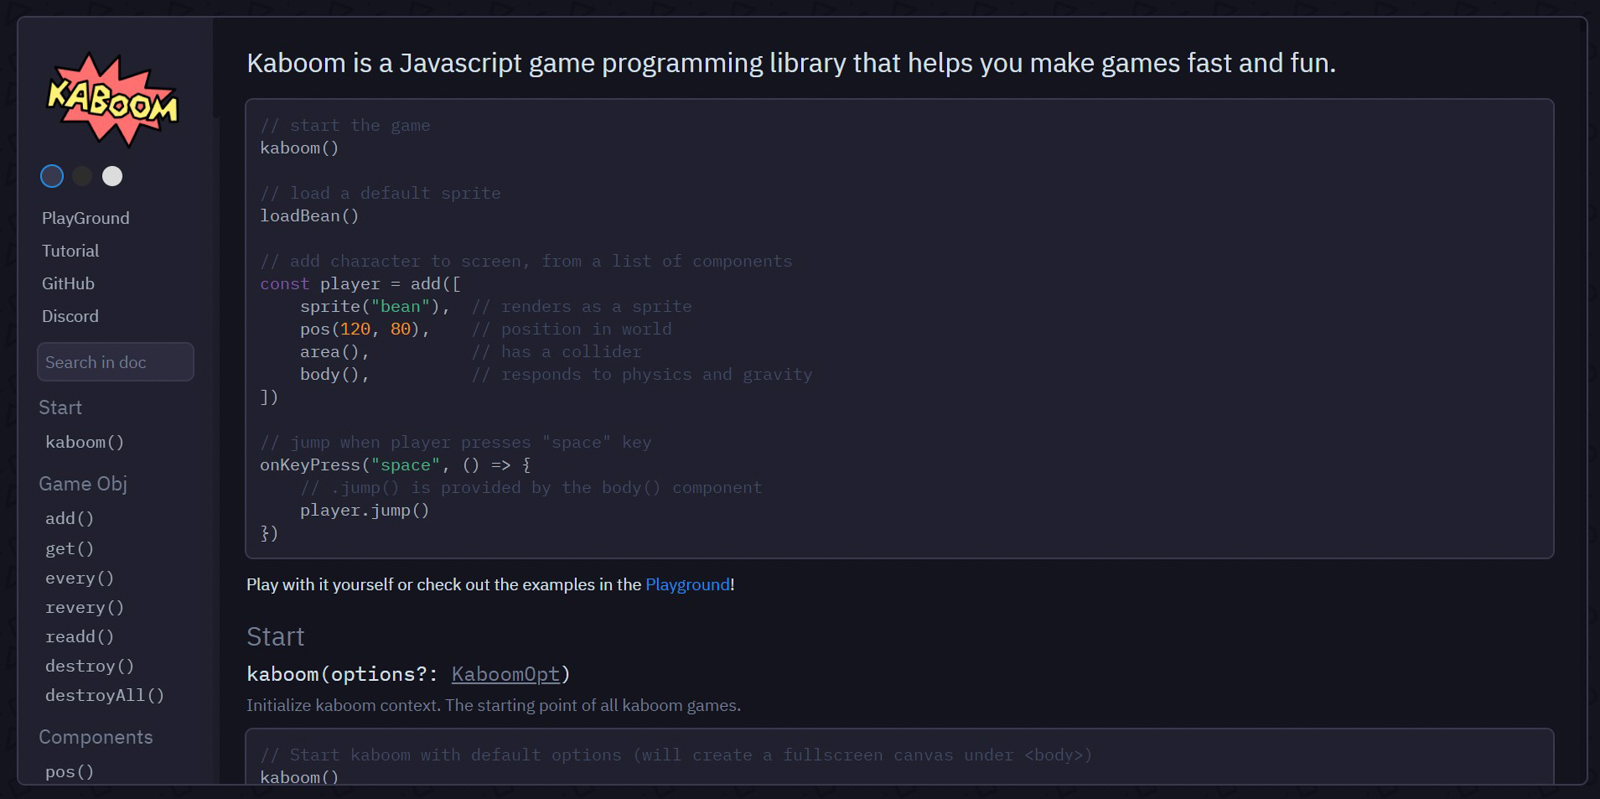 KABOOM
PlayGround
Tutorial
GitHub
Discord
Search in doc
Start
kaboom()
Game Obj
add()
get()
every()
revery()
readd()
destroy()
destroyAll()
Components
pos()
Kaboom is a Javascript game programming library that helps you make games fast and fun.
// start the game
kaboom()
// load a default sprite
loadBean()
// add character to screen, from a list of components
const player = add([
    sprite("bean"),  // renders as a sprite
    pos(120, 80),    // position in world
    area(),          // has a collider
    body(),          // responds to physics and gravity
])
// jump when player presses "space" key
onKeyPress("space", () => {
    // .jump() is provided by the body() component
    player.jump()
})
Play with it yourself or check out the examples in the Playground!
Start
kaboom(options?: KaboomOpt)
Initialize kaboom context. The starting point of all kaboom games.
// Start kaboom with default options (will create a fullscreen canvas under <body>)
kaboom()